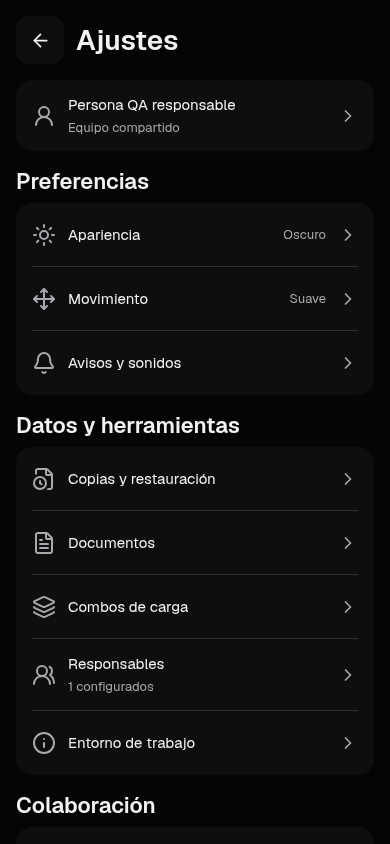 Ajustes
Persona QA responsable
Equipo compartido
Preferencias
Apariencia
Oscuro
Movimiento
Suave
Avisos y sonidos
Datos y herramientas
Copias y restauración
Documentos
Combos de carga
Responsables
1 configurados
Entorno de trabajo
Colaboración